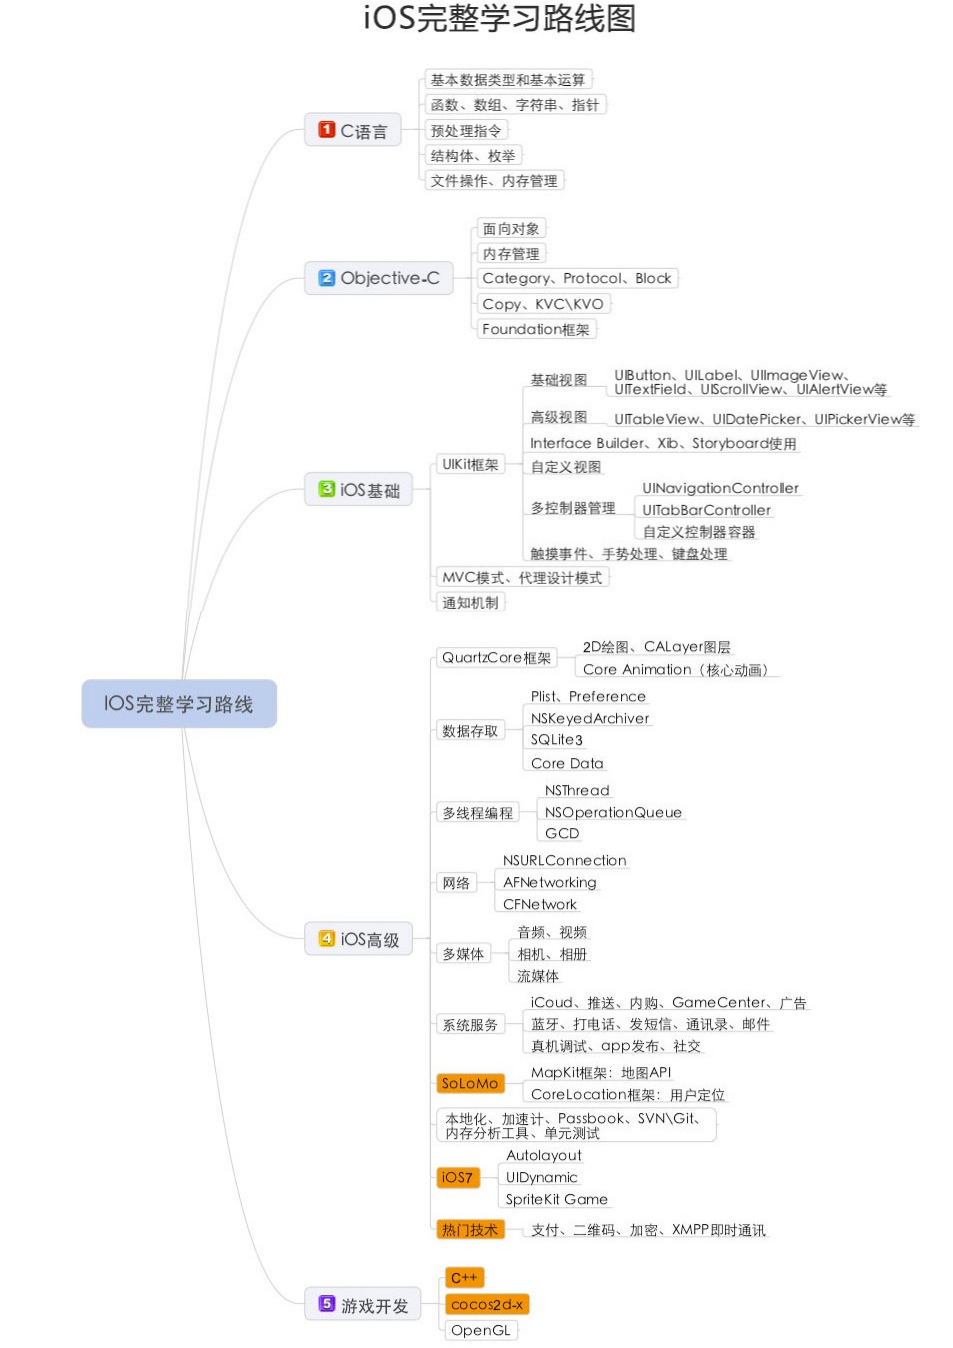 iOS完整学习路线图
IOS完整学习路线
1 C语言
基本数据类型和基本运算
函数、数组、字符串、指针
预处理指令
结构体、枚举
文件操作、内存管理
2 Objective-C
面向对象
内存管理
Category、Protocol、Block
Copy、KVC\KVO
Foundation框架
3 iOS基础
UIKit框架
基础视图
UIButton、UILabel、UIImageView、
UITextField、UIScrollView、UIAlertView等
高级视图
UITableView、UIDatePicker、UIPickerView等
Interface Builder、Xib、Storyboard使用
自定义视图
多控制器管理
UINavigationController
UITabBarController
自定义控制器容器
触摸事件、手势处理、键盘处理
MVC模式、代理设计模式
通知机制
4 iOS高级
QuartzCore框架
2D绘图、CALayer图层
Core Animation（核心动画）
数据存取
Plist、Preference
NSKeyedArchiver
SQLite3
Core Data
多线程编程
NSThread
NSOperationQueue
GCD
网络
NSURLConnection
AFNetworking
CFNetwork
多媒体
音频、视频
相机、相册
流媒体
系统服务
iCoud、推送、内购、GameCenter、广告
蓝牙、打电话、发短信、通讯录、邮件
真机调试、app发布、社交
SoLoMo
MapKit框架：地图API
CoreLocation框架：用户定位
本地化、加速计、Passbook、SVN\Git、
内存分析工具、单元测试
iOS7
Autolayout
UIDynamic
SpriteKit Game
热门技术
支付、二维码、加密、XMPP即时通讯
5 游戏开发
C++
cocos2d-x
OpenGL